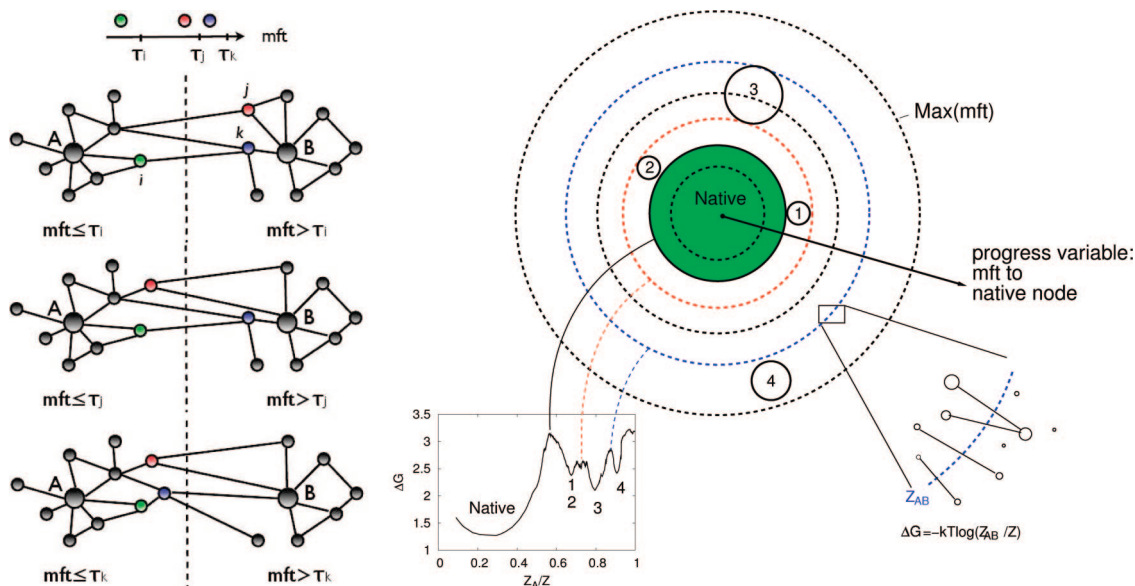 mft
τi τj τk
j
A
k
B
i
mft≤τi mft>τi
A
B
mft≤τj mft>τj
A
B
mft≤τk mft>τk
3
Max(mft)
2
Native
1
progress variable:
mft to
native node
4
3.5
3
2.5
2
1.5
1
ΔG
Native
1
2
3
4
0 0.2 0.4 0.6 0.8 1
ZA/Z
ZAB
ΔG=-kTlog(ZAB/Z)